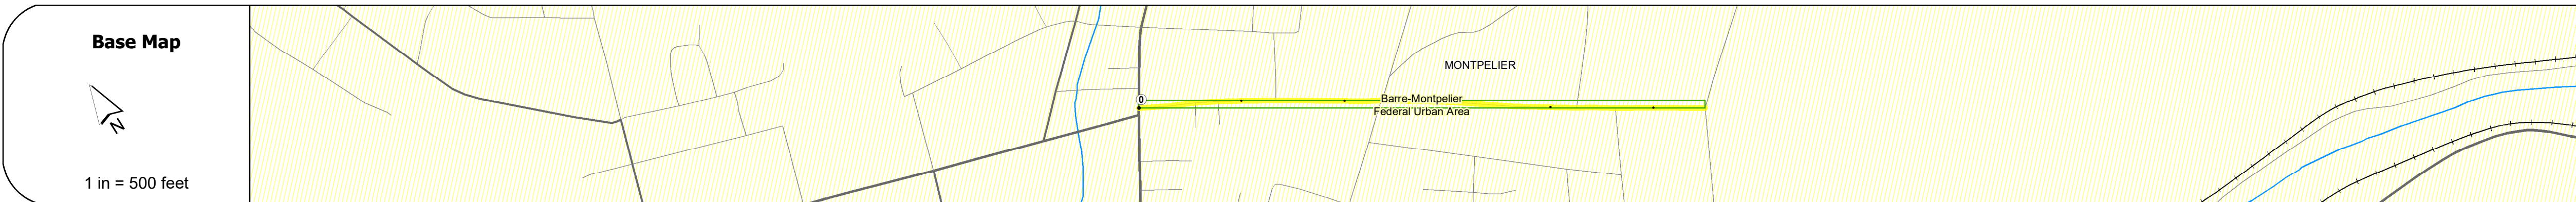 Base Map
N
1 in = 500 feet
MONTPELIER
0
Barre-Montpelier
Federal Urban Area